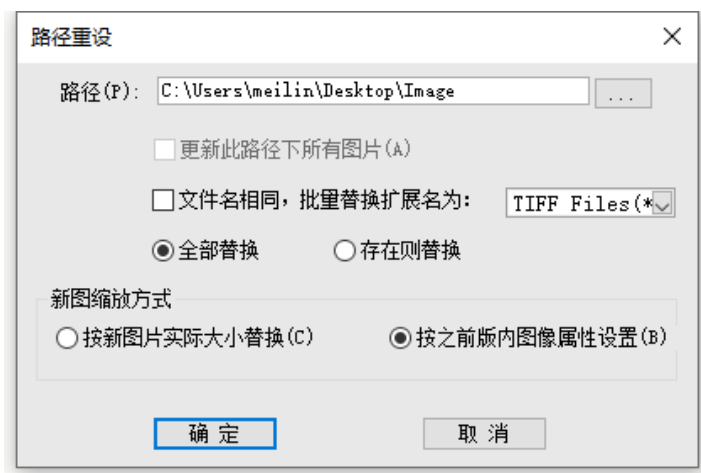 路径重设
路径(P): C:\Users\meilin\Desktop\Image ...
更新此路径下所有图片(A)
文件名相同，批量替换扩展名为: TIFF Files(*
全部替换 存在则替换
新图缩放方式
按新图片实际大小替换(C) 按之前版内图像属性设置(B)
确定 取消